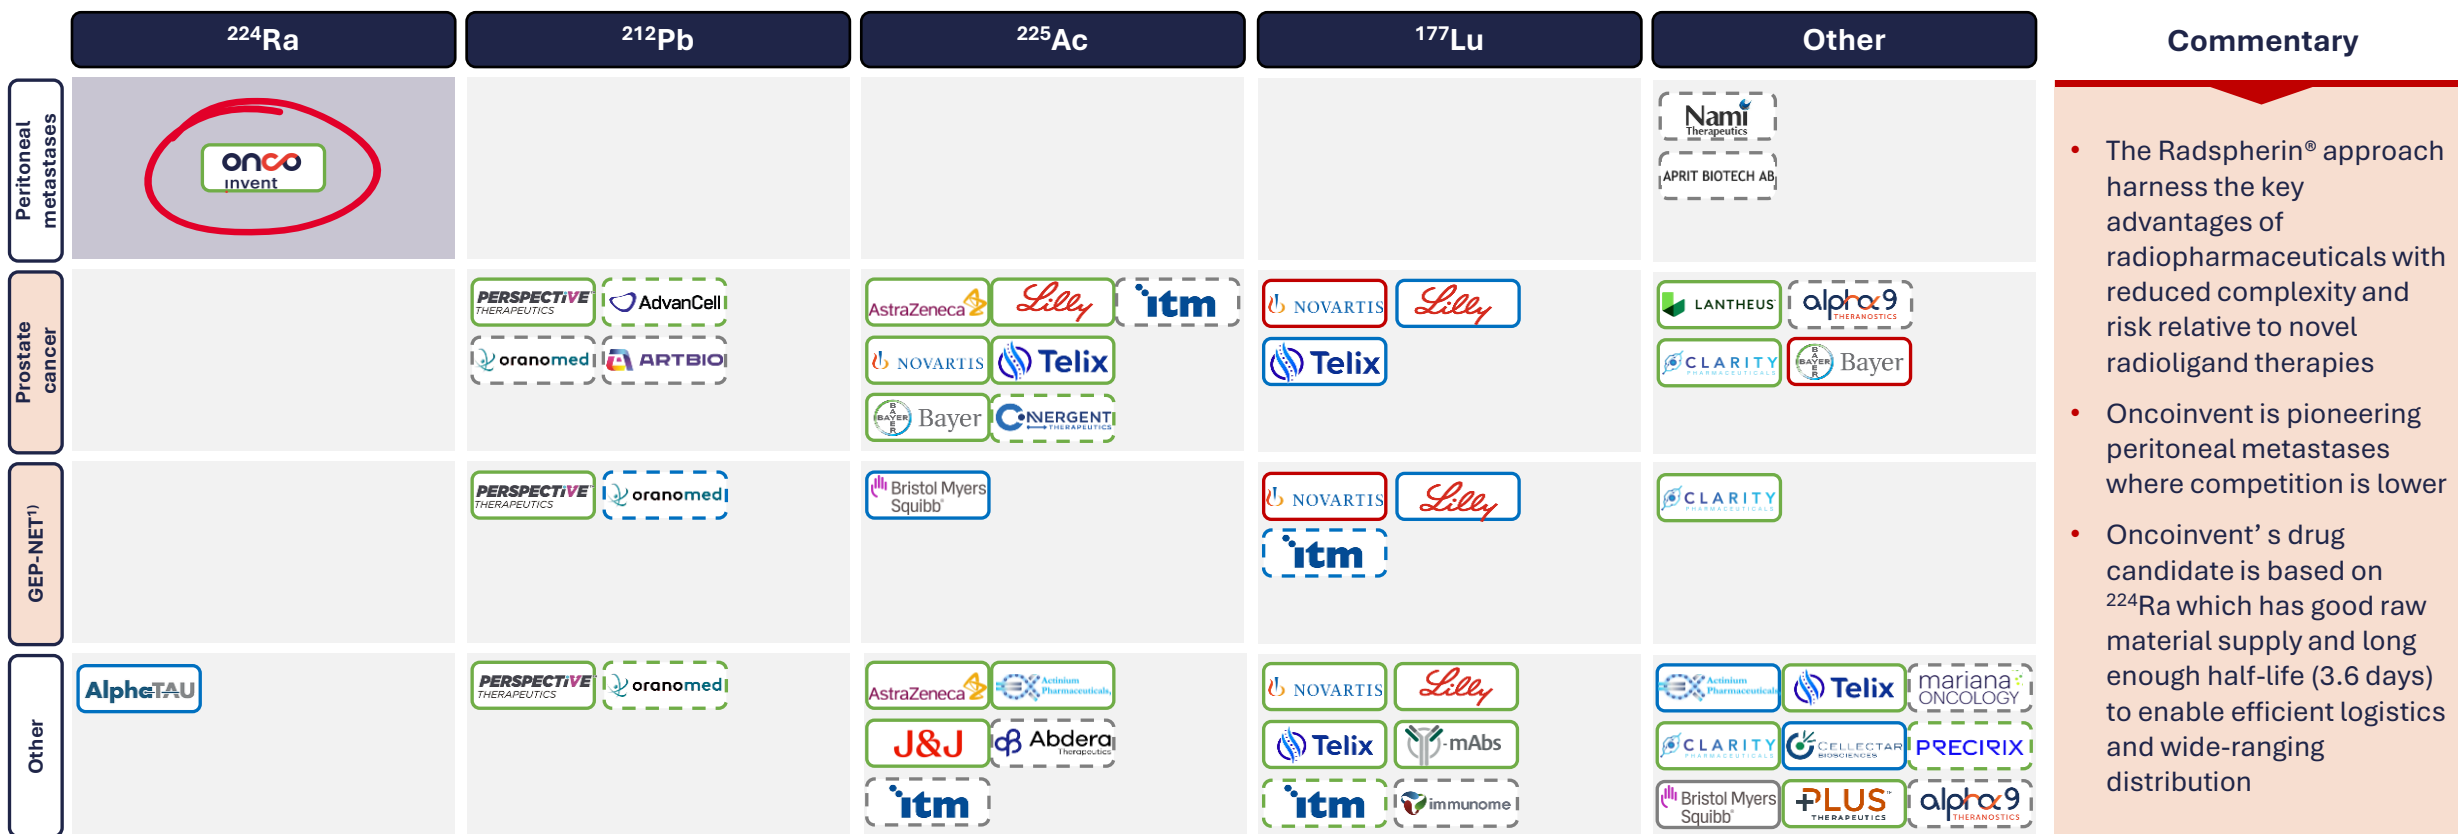 224Ra
212Pb
225Ac
177Lu
Other
Commentary
Peritoneal
metastases
onco
invent
Nami
Therapeutics
APRIT BIOTECH AB
Prostate
cancer
PERSPECTIVE
THERAPEUTICS
AdvanCell
oranomed
ARTBIO
AstraZeneca
Lilly
itm
NOVARTIS
Telix
BAYER
BAYER
Bayer
CONVERGENT
THERAPEUTICS
NOVARTIS
Lilly
Telix
LANTHEUS
alpha9
THERANOSTICS
CLARITY
PHARMACEUTICALS
BAYER
BAYER
Bayer
GEP-NET1)
PERSPECTIVE
THERAPEUTICS
oranomed
Bristol Myers
Squibb
NOVARTIS
Lilly
itm
CLARITY
PHARMACEUTICALS
Other
AlphaTAU
PERSPECTIVE
THERAPEUTICS
oranomed
AstraZeneca
Actinium
Pharmaceuticals,
J&J
Abdera
Therapeutics
itm
NOVARTIS
Lilly
Telix
Y-mAbs
itm
immunome
Actinium
Pharmaceuticals
Telix
mariana
ONCOLOGY
CLARITY
PHARMACEUTICALS
CELLECTAR
BIOSCIENCES
PRECIRIX
Bristol Myers
Squibb
+PLUS
THERAPEUTICS
alpha9
THERANOSTICS
• The Radspherin® approach
harness the key
advantages of
radiopharmaceuticals with
reduced complexity and
risk relative to novel
radioligand therapies
• Oncoinvent is pioneering
peritoneal metastases
where competition is lower
• Oncoinvent' s drug
candidate is based on
224Ra which has good raw
material supply and long
enough half-life (3.6 days)
to enable efficient logistics
and wide-ranging
distribution